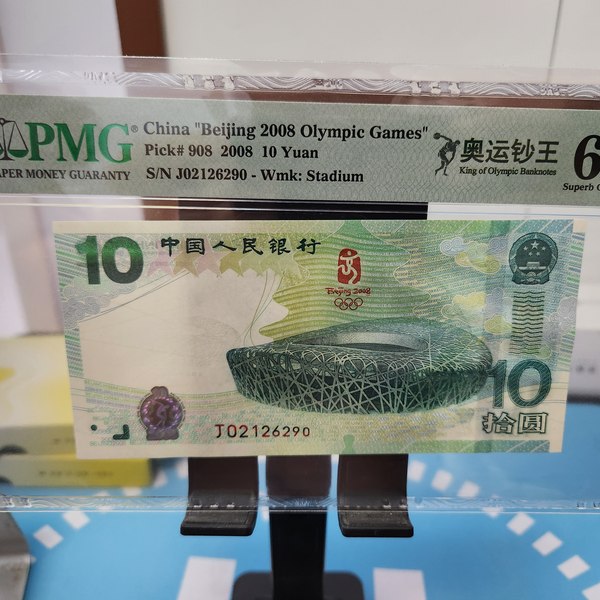 PMG® China "Beijing 2008 Olympic Games"
PAPER MONEY GUARANTY Pick# 908 2008 10 Yuan
S/N J02126290 - Wmk: Stadium
奥运钞王
King of Olympic Banknotes
6
Superb
10 中国人民银行
Beijing 2008
10
拾圆
J02126290